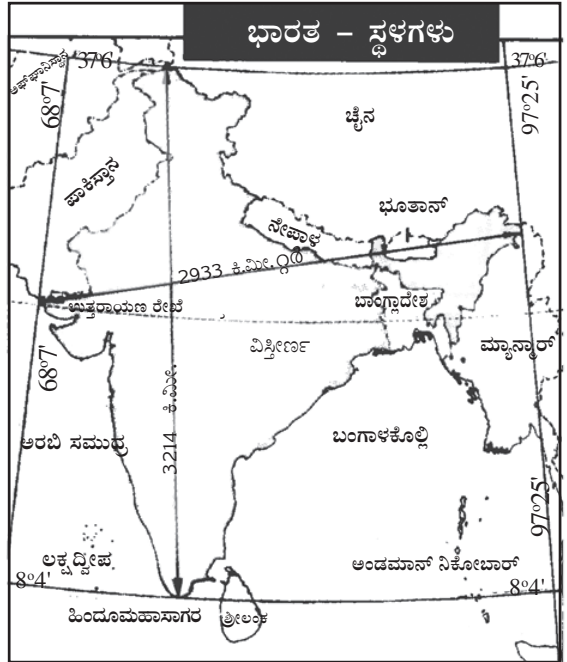 ಭಾರತ – ಸ್ಥಳಗಳು
ಅಫ್ಘಾನಿಸ್ತಾನ
37°6'
37°6'
68°7'
97°25'
ಚೈನ
ಪಾಕಿಸ್ತಾನ
ಭೂತಾನ್
ನೇಪಾಳ
2933 ಕಿ.ಮೀ.
ಉತ್ತರಾಯಣ ರೇಖೆ
ಬಾಂಗ್ಲಾದೇಶ
ವಿಸ್ತೀರ್ಣ
ಮ್ಯಾನ್ಮಾರ್
68°7'
3214 ಕಿ.ಮೀ.
ಅರಬಿ ಸಮುದ್ರ
ಬಂಗಾಳಕೊಲ್ಲಿ
97°25'
ಲಕ್ಷದ್ವೀಪ
ಅಂಡಮಾನ್ ನಿಕೋಬಾರ್
8°4'
8°4'
ಹಿಂದೂಮಹಾಸಾಗರ
ಶ್ರೀಲಂಕ